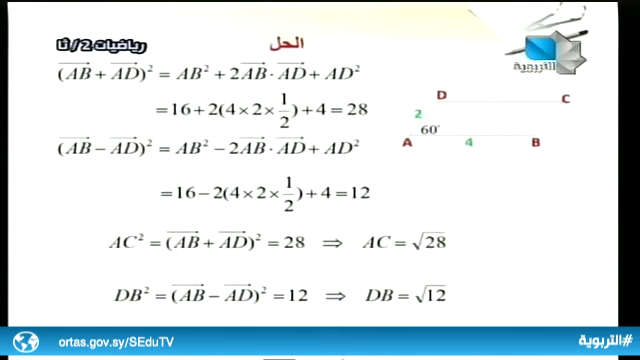 رياضيات 2/ثا
الحل
التربوية
(AB + AD)² = AB² + 2AB · AD + AD²
= 16 + 2(4 × 2 × 1/2) + 4 = 28
(AB − AD)² = AB² − 2AB · AD + AD²
= 16 − 2(4 × 2 × 1/2) + 4 = 12
AC² = (AB + AD)² = 28 ⇒ AC = √28
DB² = (AB − AD)² = 12 ⇒ DB = √12
D C
2
60°
A 4 B
ortas.gov.sy/SEduTV
#التربوية